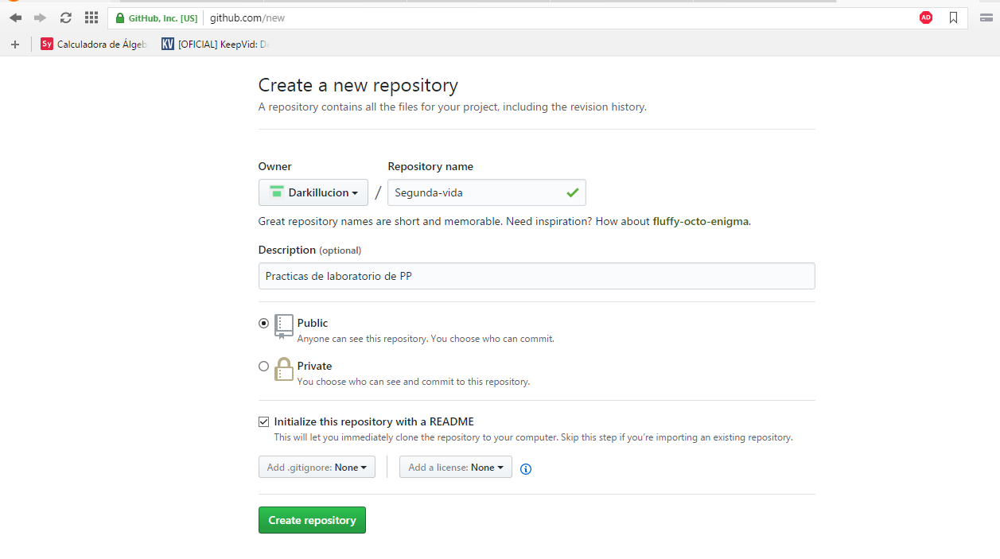 GitHub, Inc. [US] github.com/new
AD
Sy Calculadora de Álgeb
KV [OFICIAL] KeepVid: D
Create a new repository
A repository contains all the files for your project, including the revision history.
Owner Repository name
Darkillucion / Segunda-vida
Great repository names are short and memorable. Need inspiration? How about fluffy-octo-enigma.
Description (optional)
Practicas de laboratorio de PP
Public
Anyone can see this repository. You choose who can commit.
Private
You choose who can see and commit to this repository.
Initialize this repository with a README
This will let you immediately clone the repository to your computer. Skip this step if you’re importing an existing repository.
Add .gitignore: None Add a license: None
Create repository